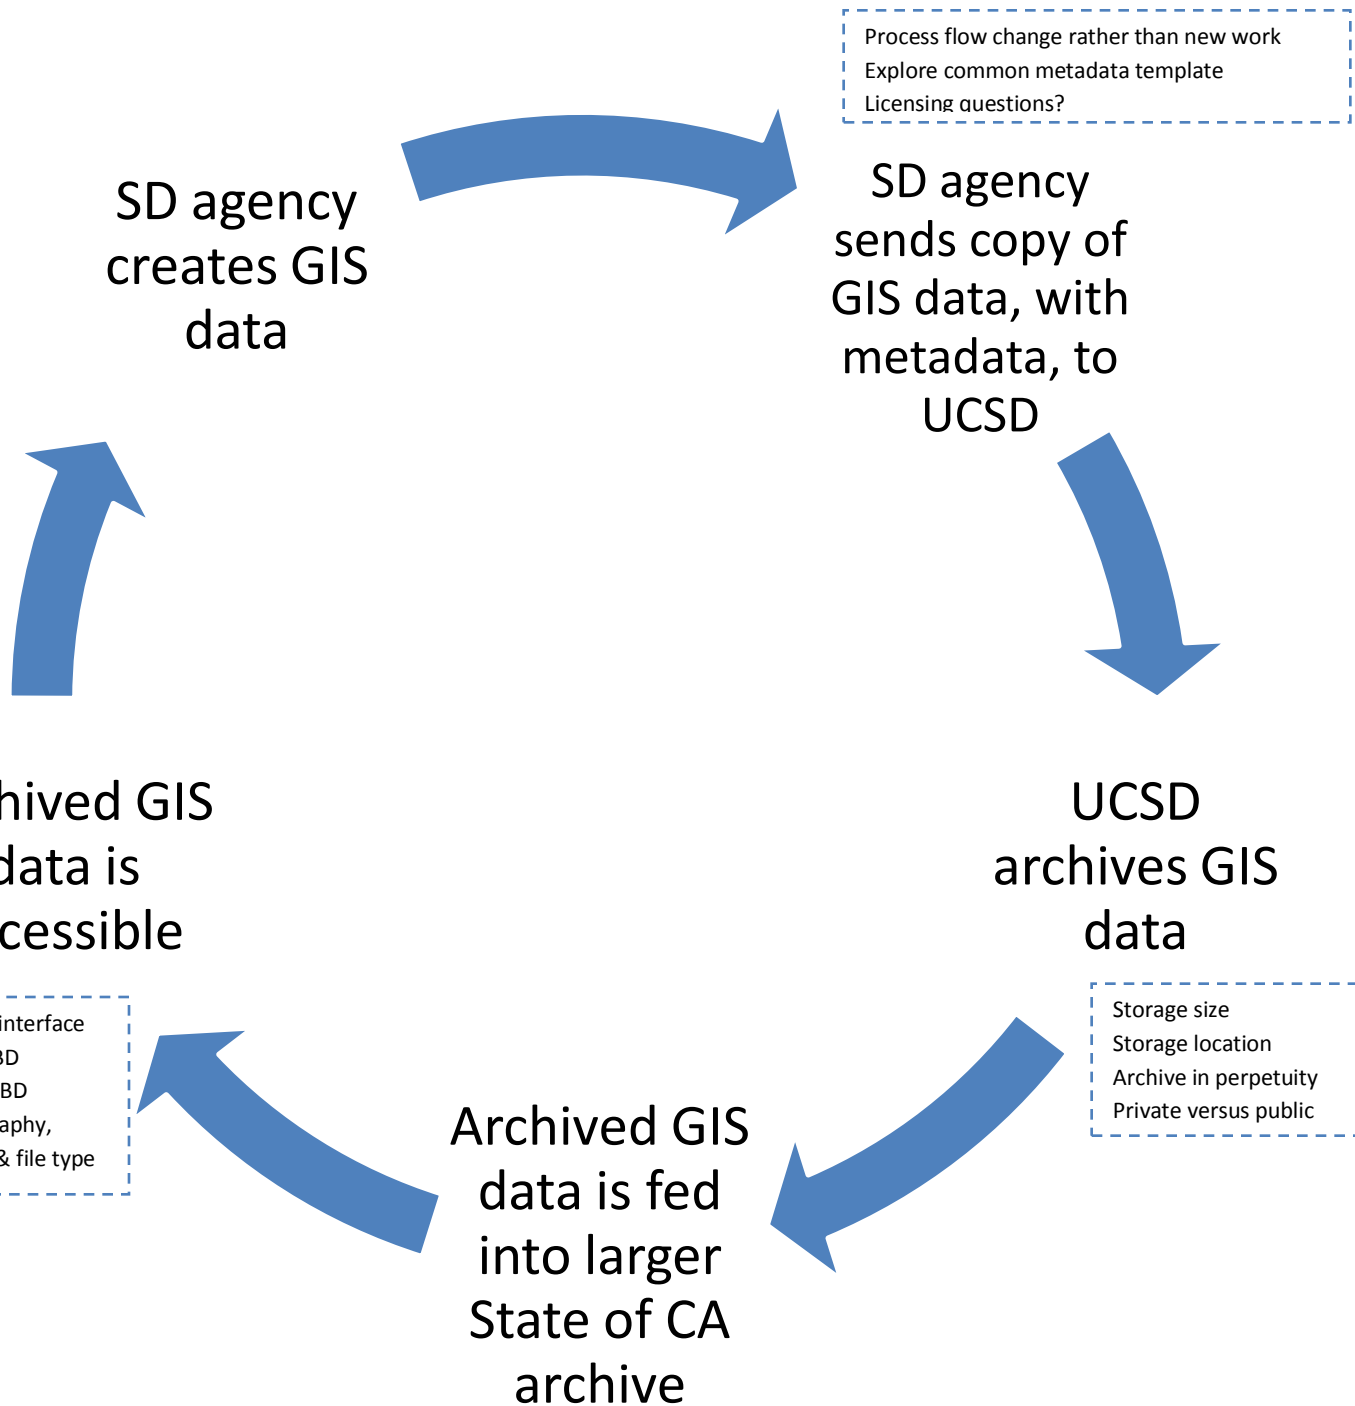 Process flow change rather than new work
Explore common metadata template
Licensing questions?
SD agency
creates GIS
data
SD agency
sends copy of
GIS data, with
metadata, to
UCSD
UCSD
archives GIS
data
Storage size
Storage location
Archive in perpetuity
Private versus public
Archived GIS
data is fed
into larger
State of CA
archive
hived GIS
data is
cessible
interface
BD
BD
aphy,
& file type